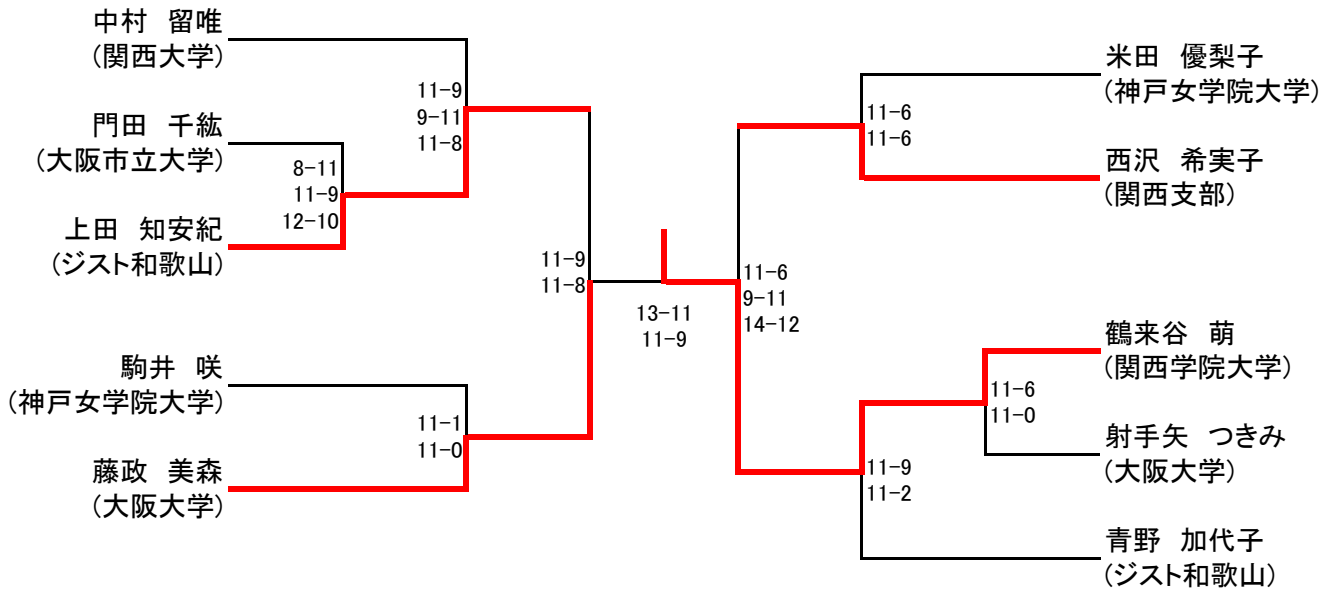 中村 留唯
(関西大学)
11-9
9-11
11-8
門田 千紘
(大阪市立大学)
8-11
11-9
12-10
上田 知安紀
(ジスト和歌山)
11-9
11-8
駒井 咲
(神戸女学院大学)
11-1
11-0
藤政 美森
(大阪大学)
13-11
11-9
米田 優梨子
(神戸女学院大学)
11-6
11-6
西沢 希実子
(関西支部)
11-6
9-11
14-12
鶴来谷 萌
(関西学院大学)
11-6
11-0
射手矢 つきみ
(大阪大学)
11-9
11-2
青野 加代子
(ジスト和歌山)